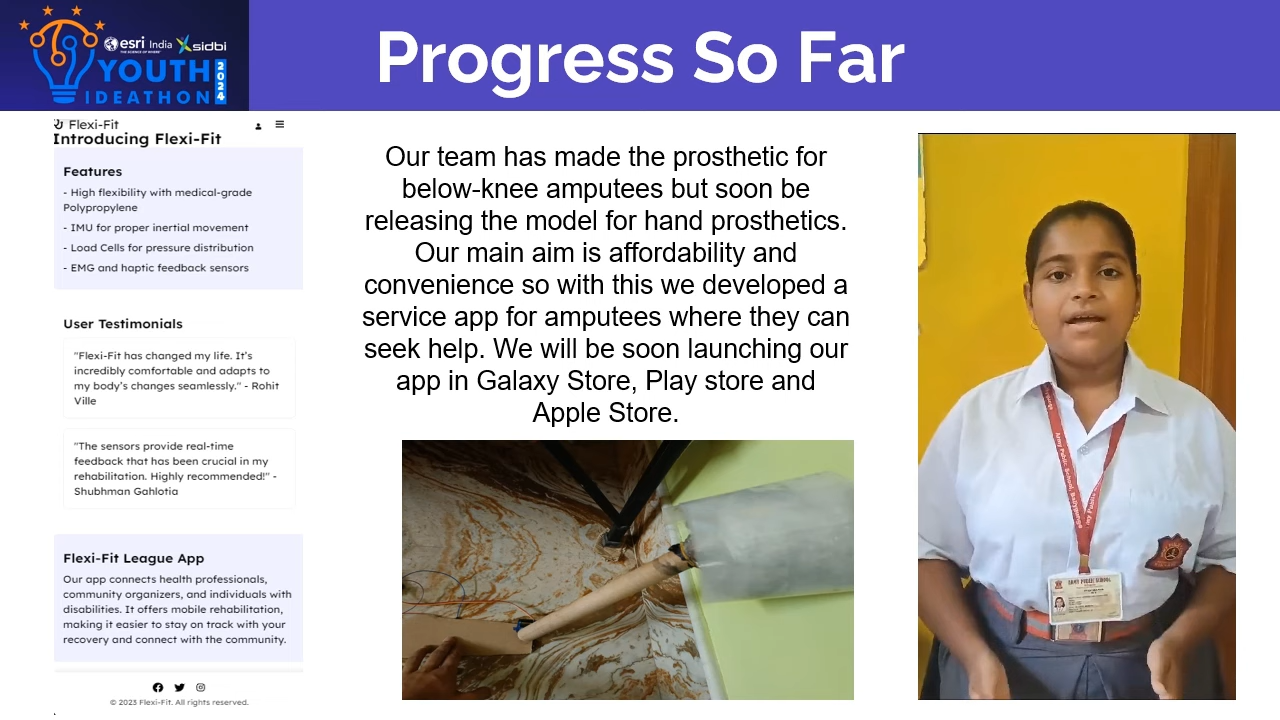 esri India sidbi
THE SCIENCE OF WHERE
YOUTH
IDEATHON
2024
Progress So Far
Flexi-Fit
Introducing Flexi-Fit
Features
- High flexibility with medical-grade
Polypropylene
- IMU for proper inertial movement
- Load Cells for pressure distribution
- EMG and haptic feedback sensors
User Testimonials
"Flexi-Fit has changed my life. It's
incredibly comfortable and adapts to
my body's changes seamlessly." - Rohit
Ville
"The sensors provide real-time
feedback that has been crucial in my
rehabilitation. Highly recommended!" -
Shubhman Gahlotia
Flexi-Fit League App
Our app connects health professionals,
community organizers, and individuals with
disabilities. It offers mobile rehabilitation,
making it easier to stay on track with your
recovery and connect with the community.
© 2023 Flexi-Fit. All rights reserved.
Our team has made the prosthetic for
below-knee amputees but soon be
releasing the model for hand prosthetics.
Our main aim is affordability and
convenience so with this we developed a
service app for amputees where they can
seek help. We will be soon launching our
app in Galaxy Store, Play store and
Apple Store.
Army Public School
ARMY PUBLIC SCHOOL